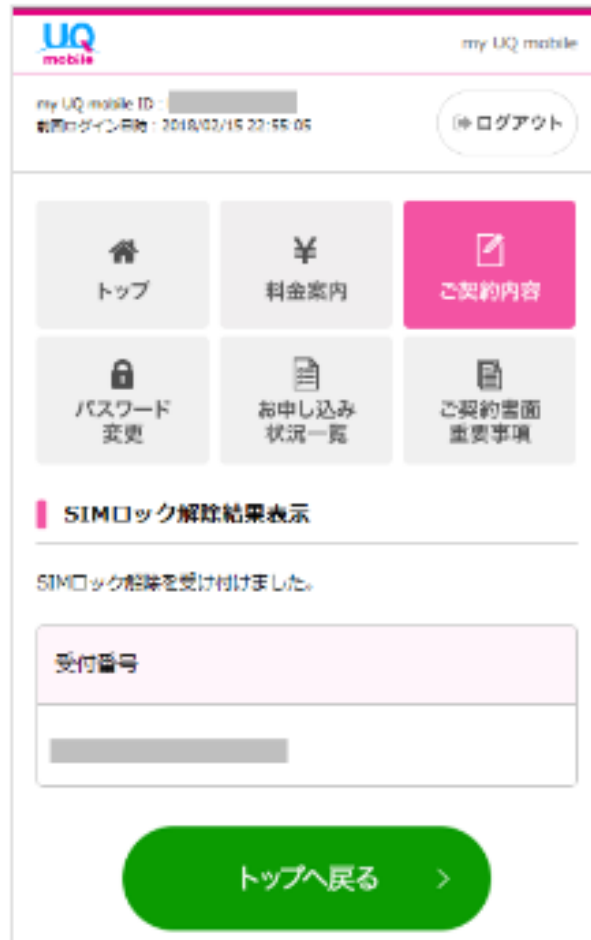 UQ
mobile
my UQ mobile
my UQ mobile ID :
前回ログイン日時 : 2018/02/15 22:55:05
ログアウト
トップ
料金案内
ご契約内容
パスワード
変更
お申し込み
状況一覧
ご契約書面
重要事項
SIMロック解除結果表示
SIMロック解除を受け付けました。
受付番号
トップへ戻る